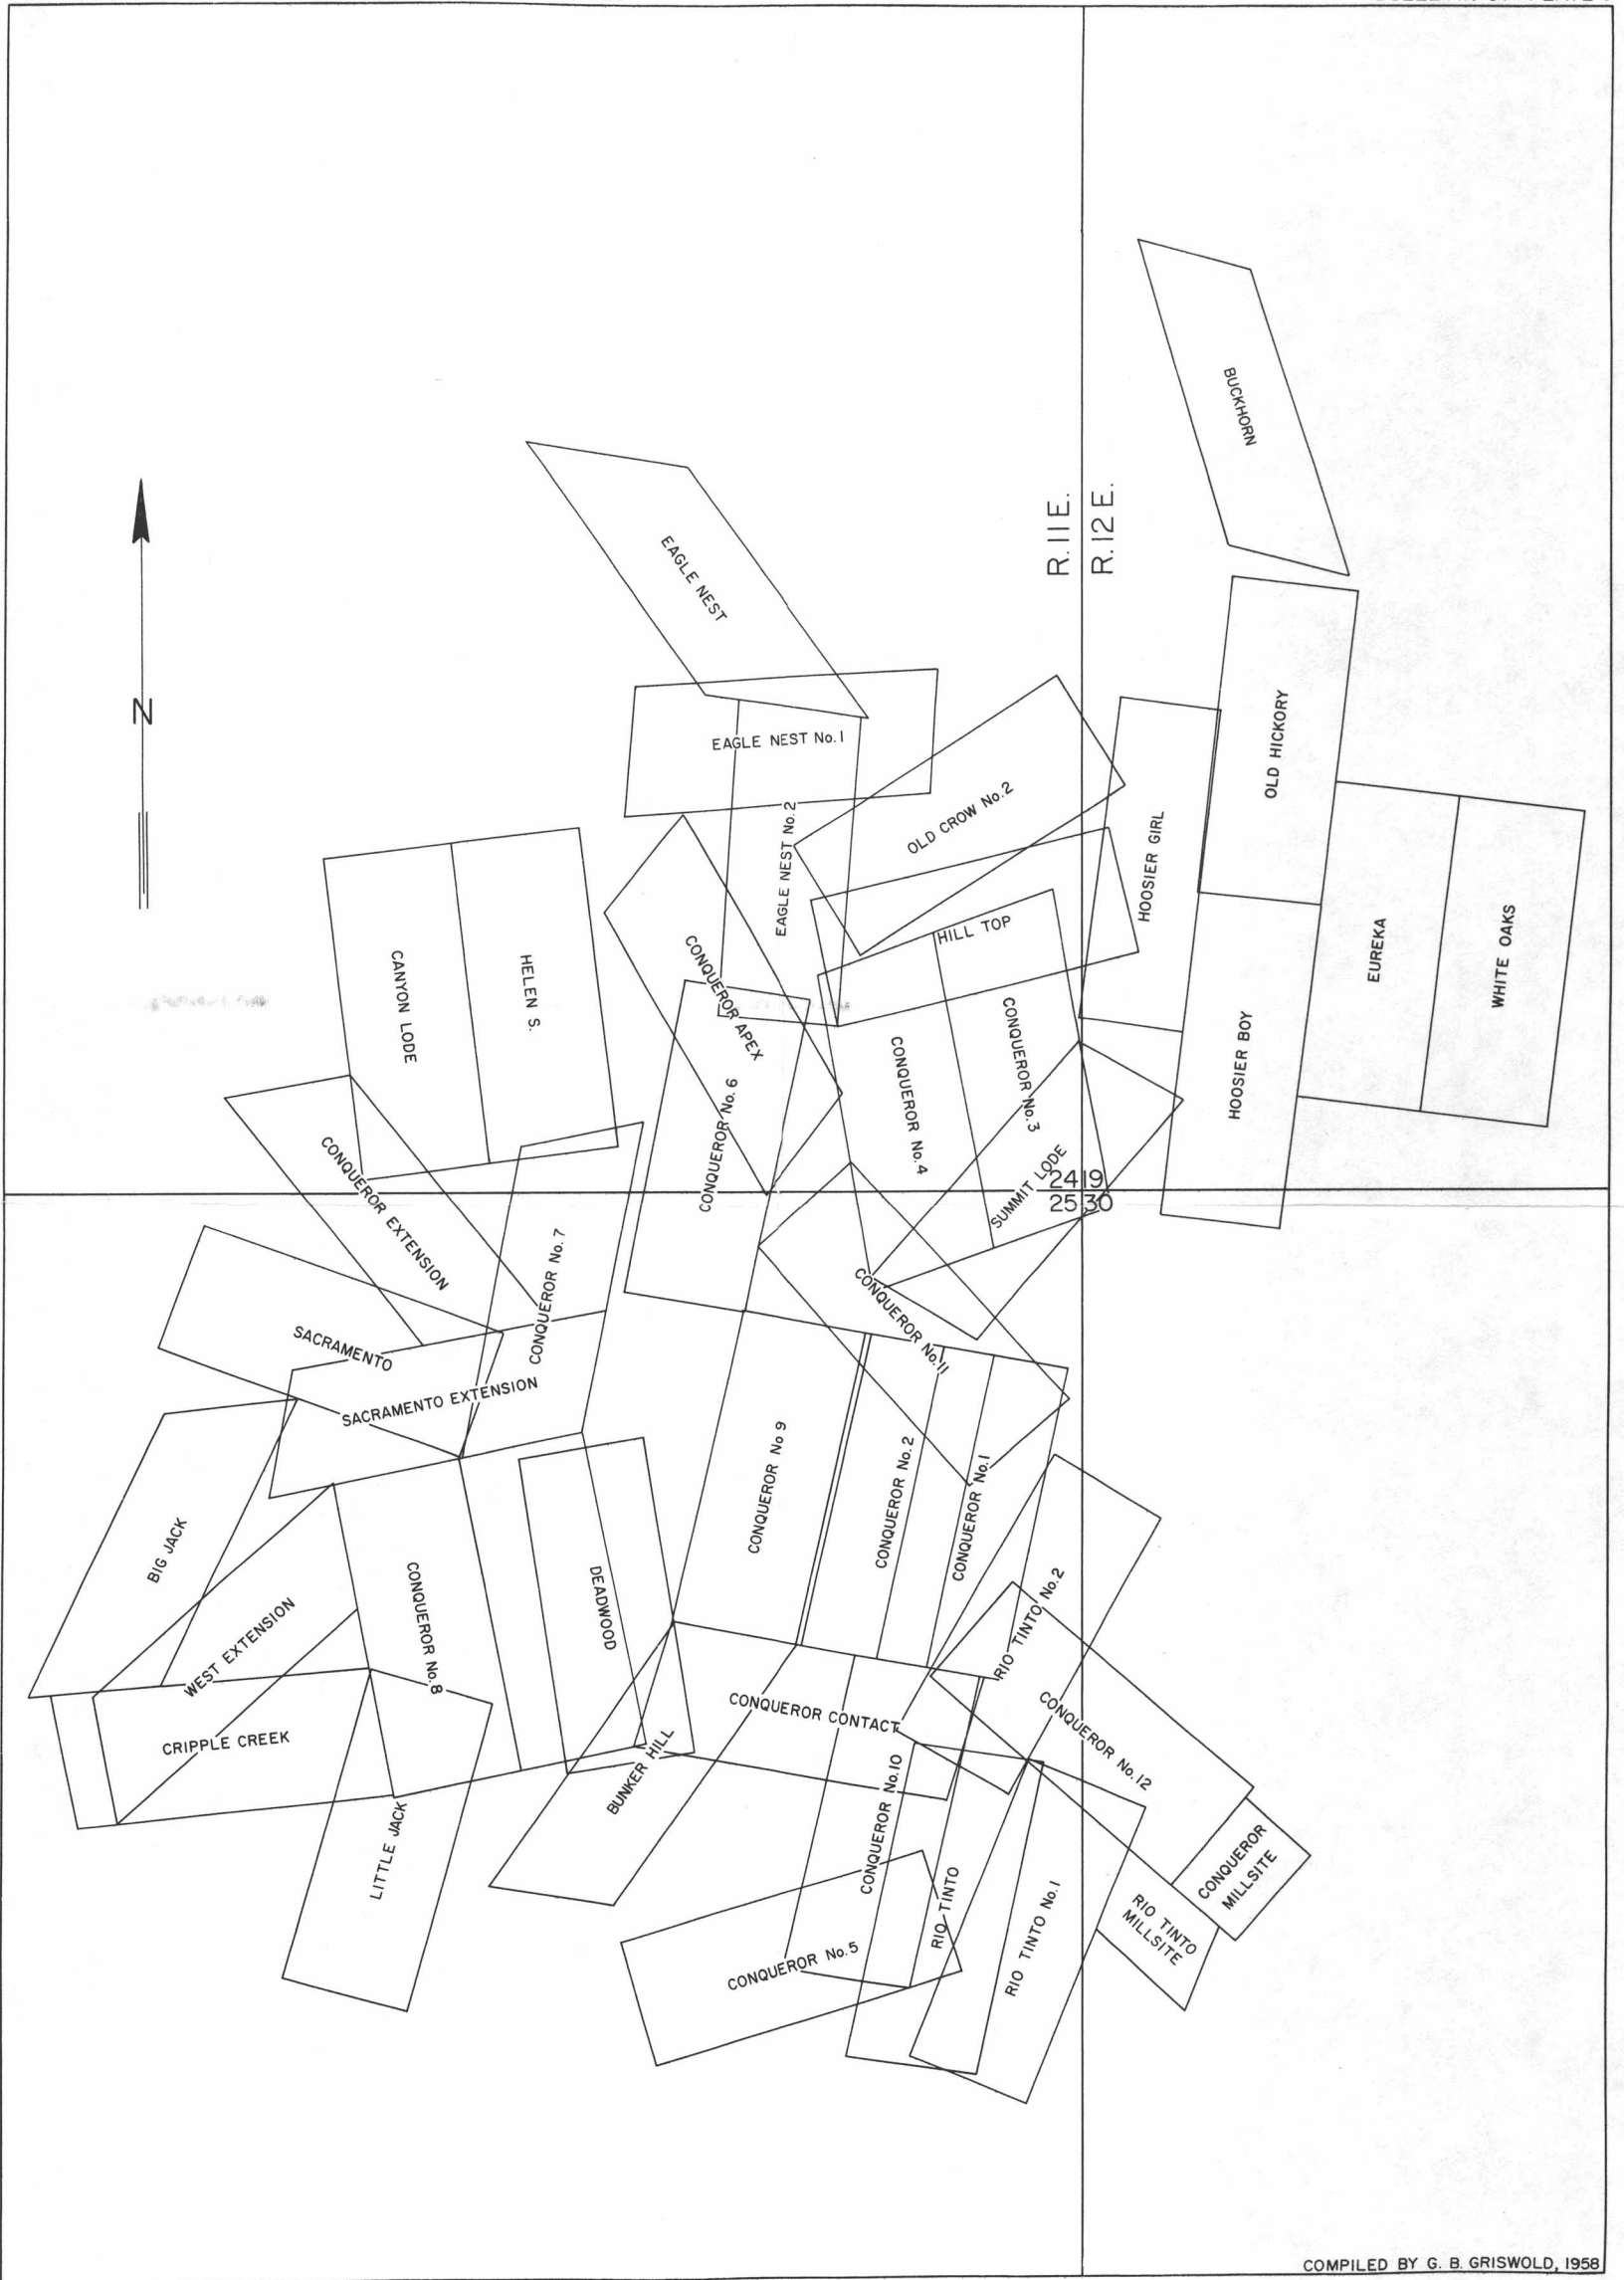 BUCKHORN
R. 11 E.
R. 12 E.
EAGLE NEST
N
EAGLE NEST No. 1
OLD HICKORY
EAGLE NEST No. 2
OLD CROW No. 2
HOOSIER GIRL
HILL TOP
EUREKA
WHITE OAKS
CANYON LODE
HELEN S.
CONQUEROR APEX
CONQUEROR No. 6
CONQUEROR No. 4
CONQUEROR No. 3
HOOSIER BOY
SUMMIT LODE
24 19
25 30
CONQUEROR EXTENSION
CONQUEROR No. 7
CONQUEROR No. 11
SACRAMENTO
SACRAMENTO EXTENSION
CONQUEROR No 9
CONQUEROR No. 2
CONQUEROR No. 1
BIG JACK
WEST EXTENSION
CONQUEROR No. 8
DEADWOOD
RIO TINTO No. 2
CRIPPLE CREEK
CONQUEROR CONTACT
CONQUEROR No. 12
BUNKER HILL
CONQUEROR No. 10
LITTLE JACK
CONQUEROR
MILLSITE
RIO TINTO
RIO TINTO No. 1
RIO TINTO
MILLSITE
CONQUEROR No. 5
COMPILED BY G. B. GRISWOLD, 1958